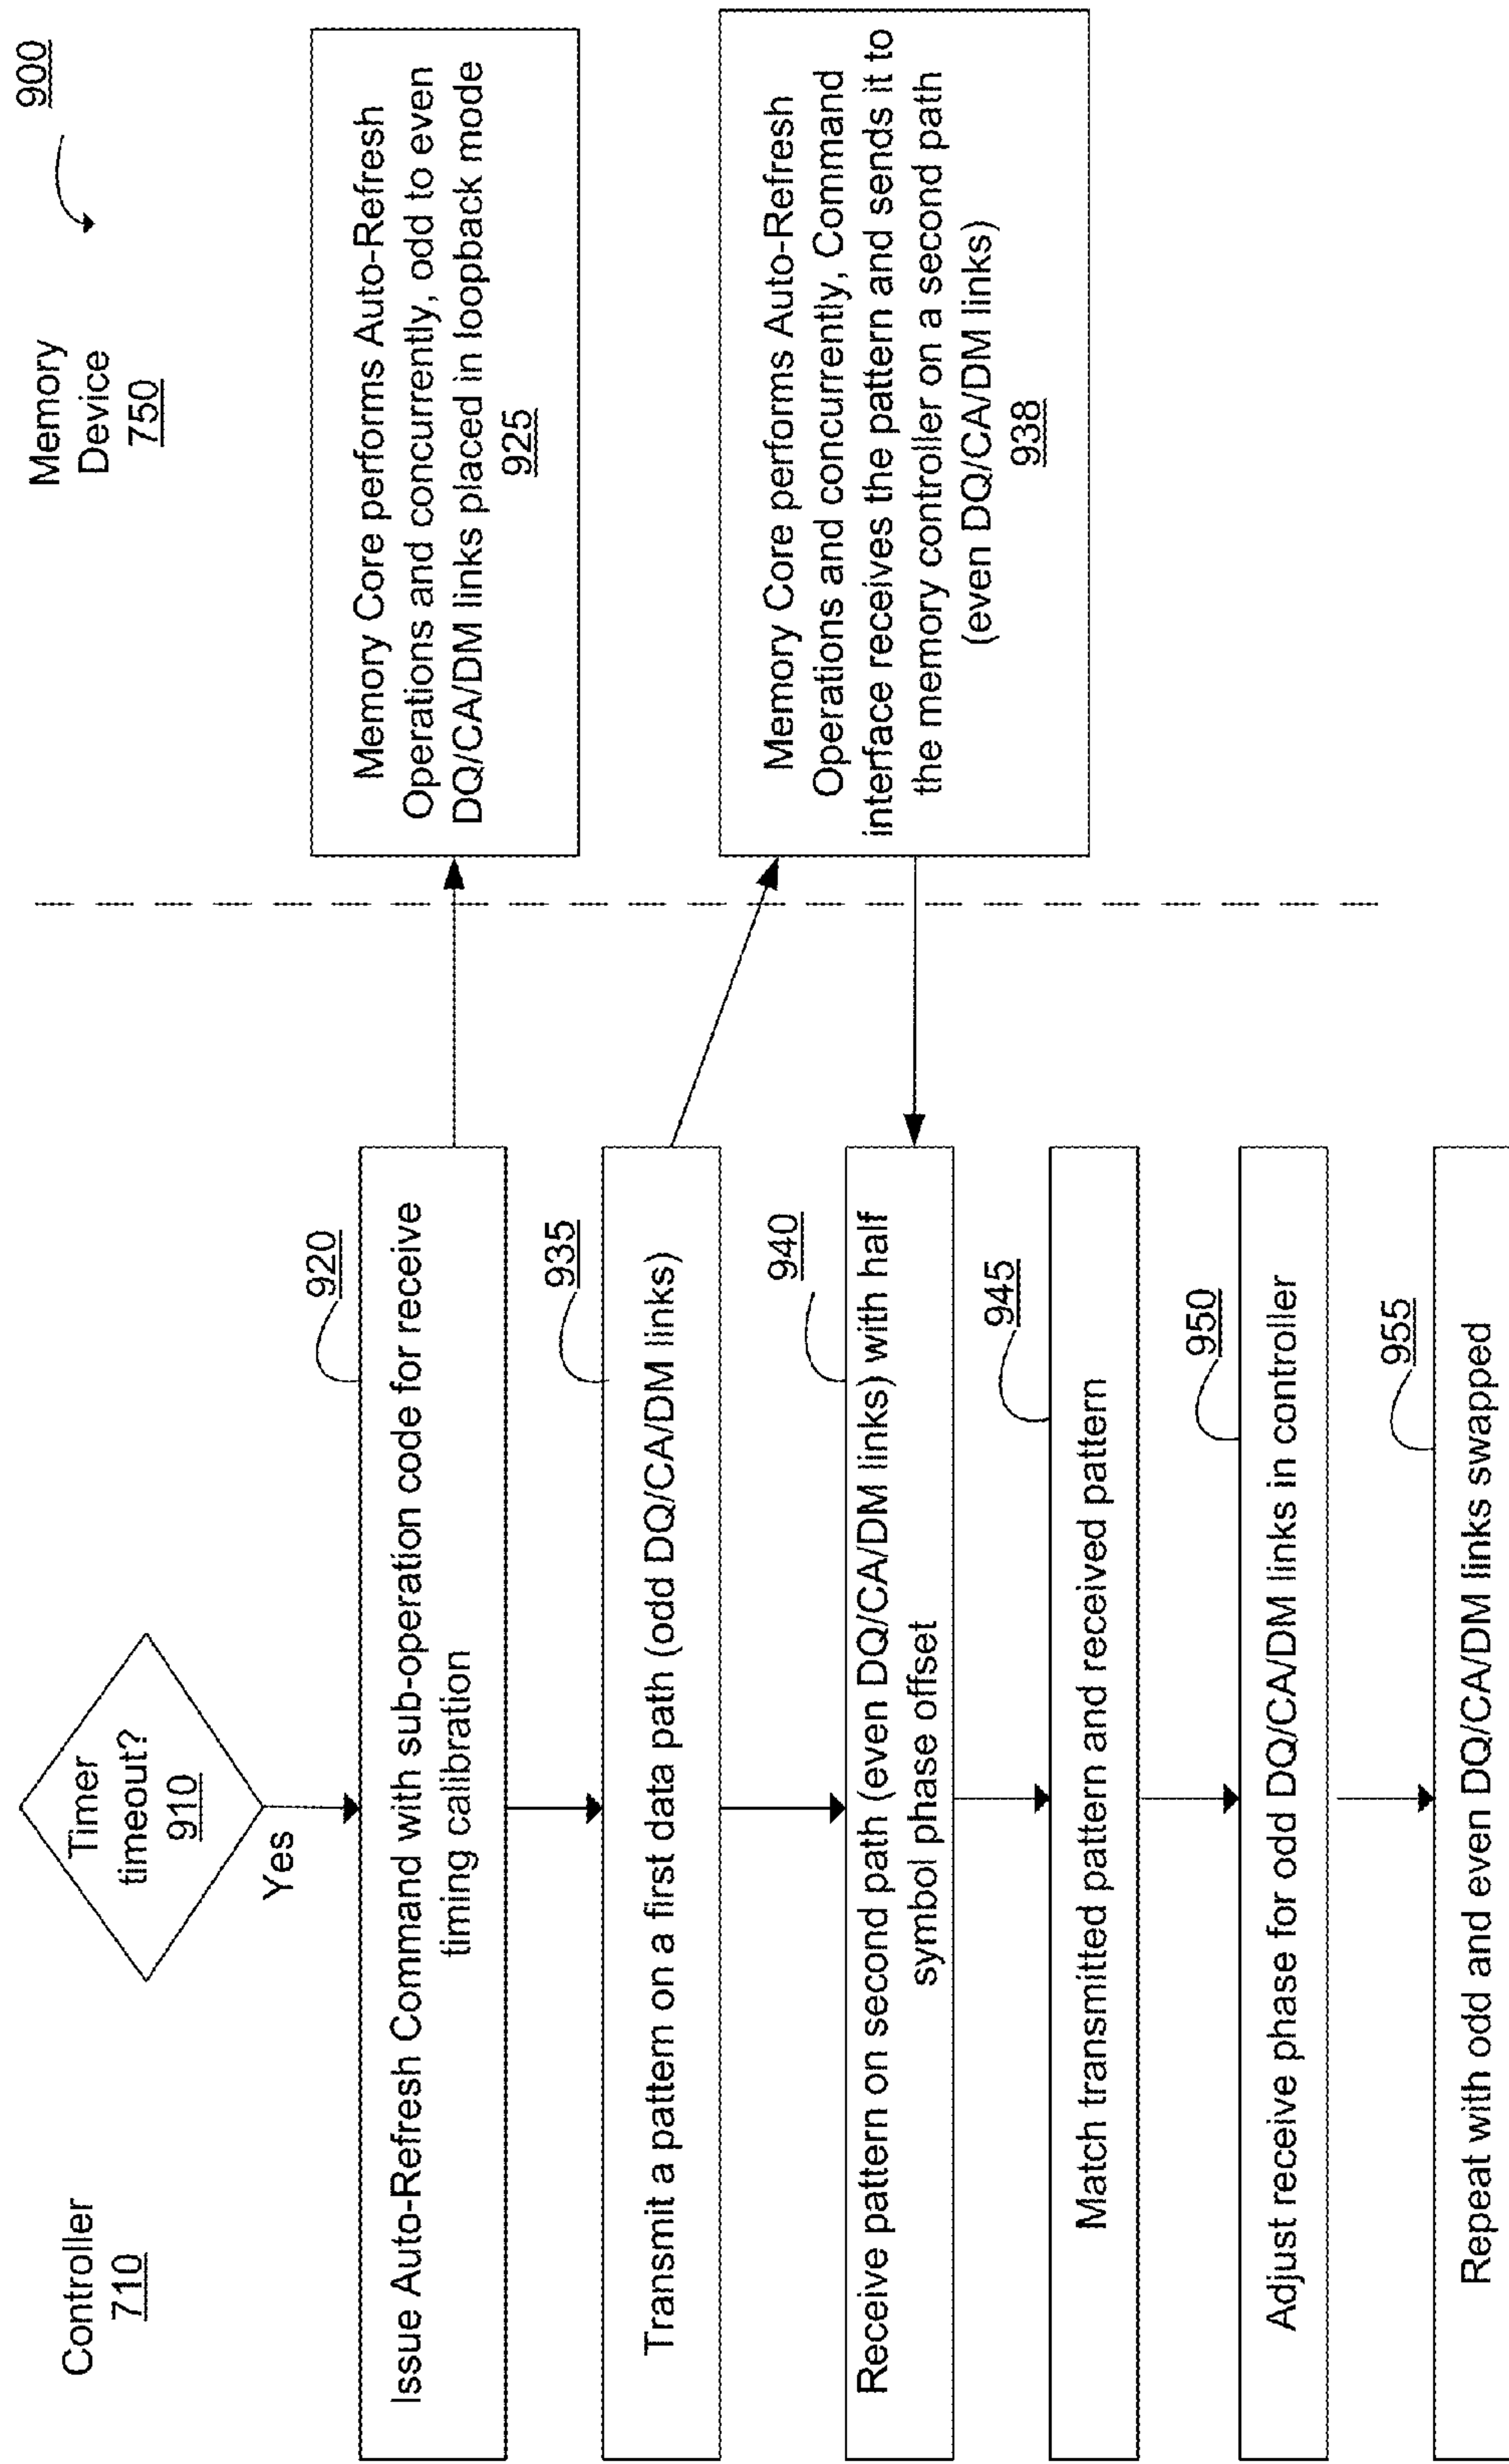 900
Controller
710
Memory
Device
750
Timer
timeout?
910
Yes
920
Issue Auto-Refresh Command with sub-operation code for receive
timing calibration
Memory Core performs Auto-Refresh
Operations and concurrently, odd to even
DQ/CA/DM links placed in loopback mode
925
935
Transmit a pattern on a first data path (odd DQ/CA/DM links)
Memory Core performs Auto-Refresh
Operations and concurrently, Command
interface receives the pattern and sends it to
the memory controller on a second path
(even DQ/CA/DM links)
938
940
Receive pattern on second path (even DQ/CA/DM links) with half
symbol phase offset
945
Match transmitted pattern and received pattern
950
Adjust receive phase for odd DQ/CA/DM links in controller
955
Repeat with odd and even DQ/CA/DM links swapped